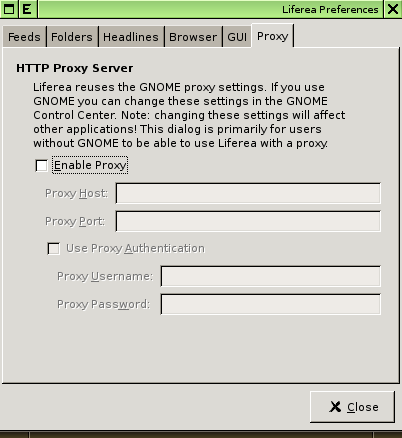 E Liferea Preferences
Feeds Folders Headlines Browser GUI Proxy
HTTP Proxy Server
Liferea reuses the GNOME proxy settings. If you use
GNOME you can change these settings in the GNOME
Control Center. Note: changing these settings will affect
other applications! This dialog is primarily for users
without GNOME to be able to use Liferea with a proxy.
Enable Proxy
Proxy Host:
Proxy Port:
Use Proxy Authentication
Proxy Username:
Proxy Password:
Close